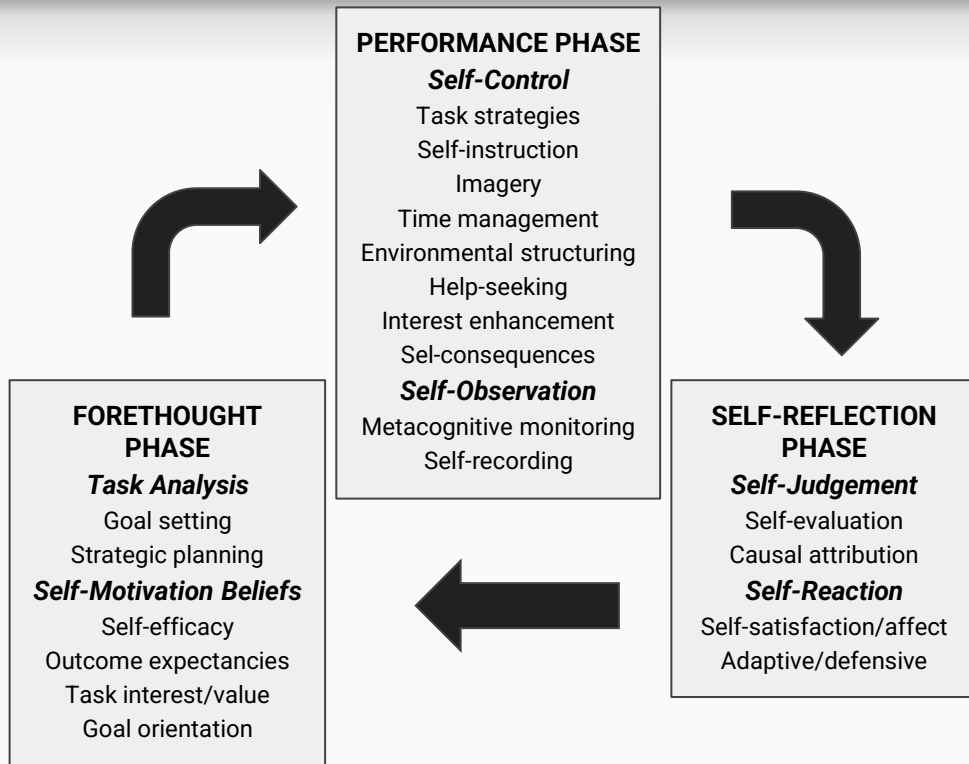 PERFORMANCE PHASE
Self-Control
Task strategies
Self-instruction
Imagery
Time management
Environmental structuring
Help-seeking
Interest enhancement
Sel-consequences
Self-Observation
Metacognitive monitoring
Self-recording
FORETHOUGHT
PHASE
Task Analysis
Goal setting
Strategic planning
Self-Motivation Beliefs
Self-efficacy
Outcome expectancies
Task interest/value
Goal orientation
SELF-REFLECTION
PHASE
Self-Judgement
Self-evaluation
Causal attribution
Self-Reaction
Self-satisfaction/affect
Adaptive/defensive